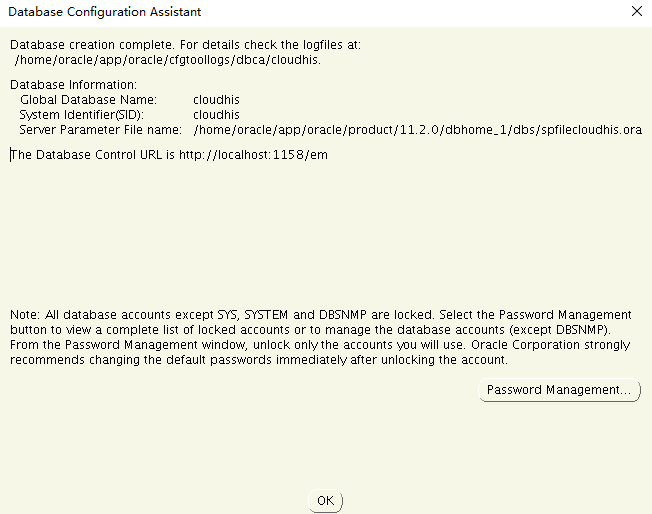 Database Configuration Assistant
Database creation complete. For details check the logfiles at:
/home/oracle/app/oracle/cfgtoollogs/dbca/cloudhis.
Database Information:
Global Database Name: cloudhis
System Identifier(SID): cloudhis
Server Parameter File name: /home/oracle/app/oracle/product/11.2.0/dbhome_1/dbs/spfilecloudhis.ora
The Database Control URL is http://localhost:1158/em
Note: All database accounts except SYS, SYSTEM and DBSNMP are locked. Select the Password Management
button to view a complete list of locked accounts or to manage the database accounts (except DBSNMP).
From the Password Management window, unlock only the accounts you will use. Oracle Corporation strongly
recommends changing the default passwords immediately after unlocking the account.
Password Management...
OK